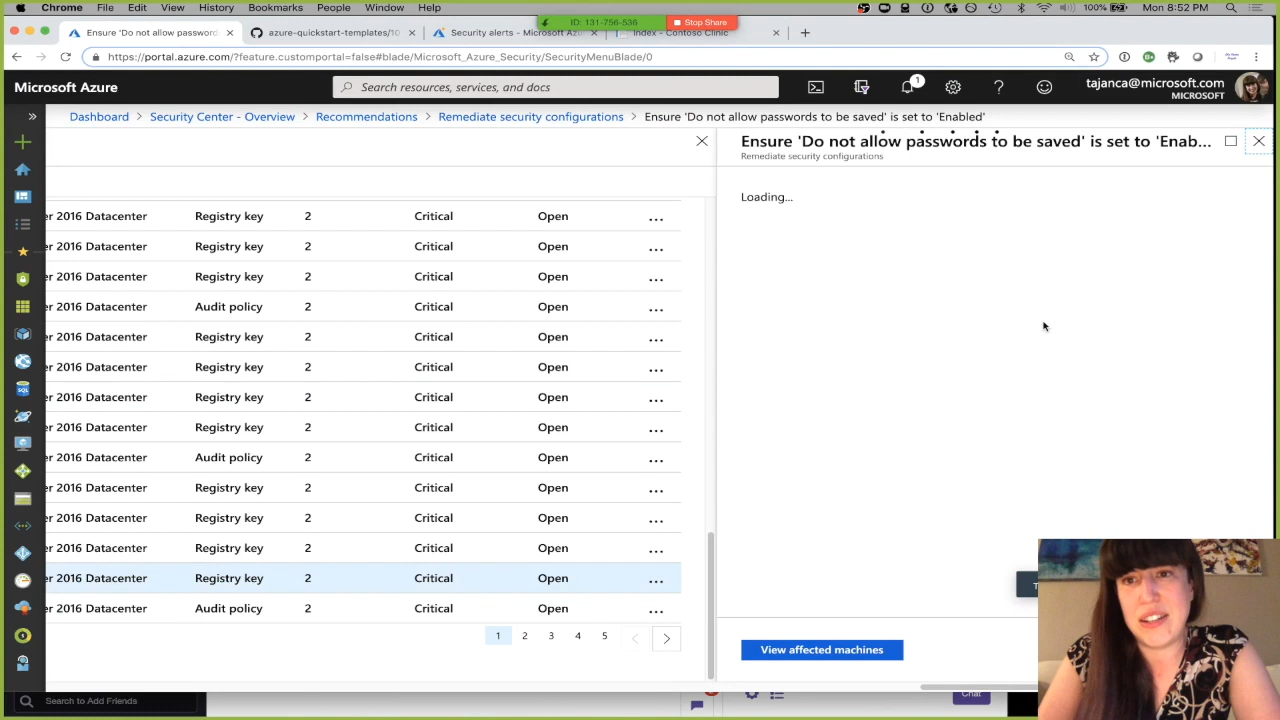 Chrome File Edit View History Bookmarks People Window Help
100% Mon 8:52 PM
ID: 131-756-536 Stop Share
Ensure 'Do not allow password azure-quickstart-templates/10 Security alerts - Microsoft Az Index - Contoso Clinic
https://portal.azure.com/?feature.customportal=false#blade/Microsoft_Azure_Security/SecurityMenuBlade/0
Microsoft Azure Search resources, services, and docs 1 tajanca@microsoft.com
MICROSOFT
Dashboard > Security Center - Overview > Recommendations > Remediate security configurations > Ensure 'Do not allow passwords to be saved' is set to 'Enabled'
Ensure 'Do not allow passwords to be saved' is set to 'Enab...
Remediate security configurations
Loading...
er 2016 Datacenter Registry key 2 Critical Open ...
er 2016 Datacenter Registry key 2 Critical Open ...
er 2016 Datacenter Registry key 2 Critical Open ...
er 2016 Datacenter Audit policy 2 Critical Open ...
er 2016 Datacenter Registry key 2 Critical Open ...
er 2016 Datacenter Registry key 2 Critical Open ...
er 2016 Datacenter Registry key 2 Critical Open ...
er 2016 Datacenter Registry key 2 Critical Open ...
er 2016 Datacenter Audit policy 2 Critical Open ...
er 2016 Datacenter Registry key 2 Critical Open ...
er 2016 Datacenter Registry key 2 Critical Open ...
er 2016 Datacenter Registry key 2 Critical Open ...
er 2016 Datacenter Registry key 2 Critical Open ...
er 2016 Datacenter Audit policy 2 Critical Open ...
1 2 3 4 5 < >
View affected machines
Search to Add Friends
Chat